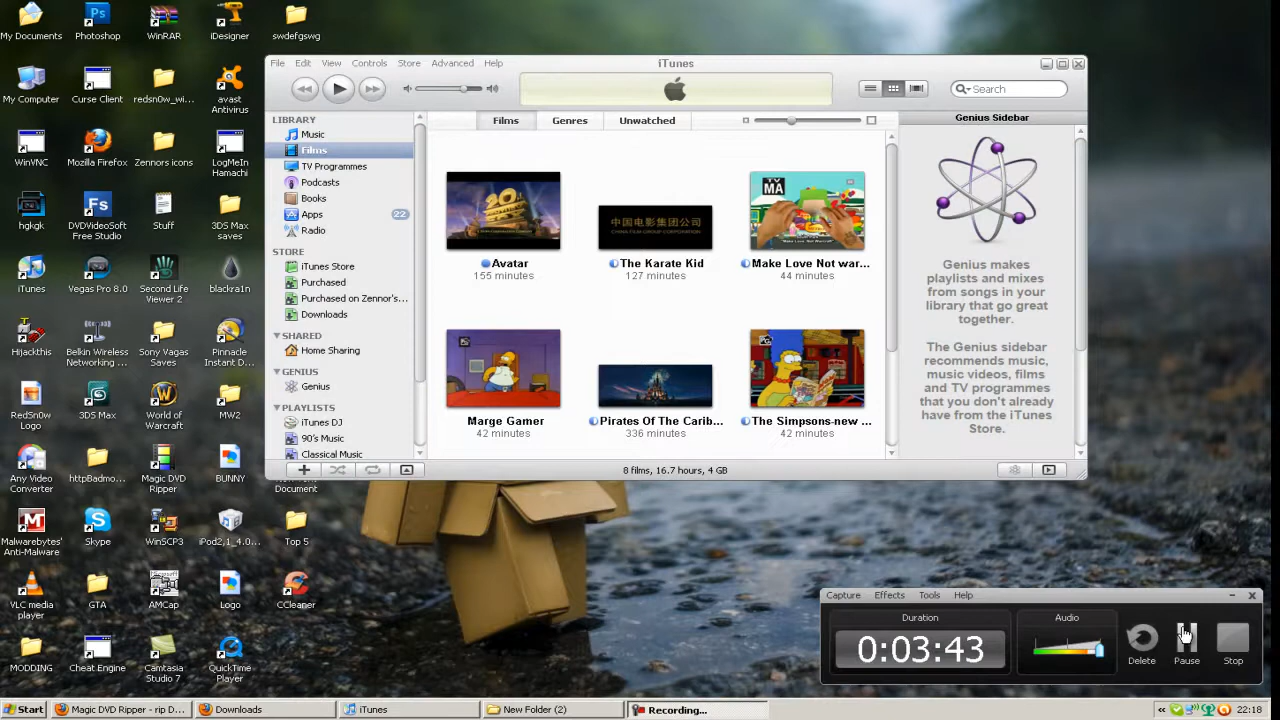 My Documents
Photoshop
WinRAR
iDesigner
swdefgswg
My Computer
Curse Client
redsn0w_wi...
avast Antivirus
WinVNC
Mozilla Firefox
Zennors icons
LogMeIn Hamachi
hgkgk
DVDVideoSoft Free Studio
Stuff
3DS Max saves
iTunes
Vegas Pro 8.0
Second Life Viewer 2
blackra1n
Hijackthis
Belkin Wireless Networking ...
Sony Vagas Saves
Pinnacle Instant D...
RedSn0w Logo
3DS Max
World of Warcraft
MW2
Any Video Converter
httpBadmo...
Magic DVD Ripper
BUNNY
Document
Malwarebytes' Anti-Malware
Skype
WinSCP3
iPod2,1_4.0...
Top 5
VLC media player
GTA
AMCap
Logo
CCleaner
MODDING
Cheat Engine
Camtasia Studio 7
QuickTime Player
iTunes
File Edit View Controls Store Advanced Help
Search
LIBRARY
Music
Films
TV Programmes
Podcasts
Books
Apps 22
Radio
STORE
iTunes Store
Purchased
Purchased on Zennor's...
Downloads
SHARED
Home Sharing
GENIUS
Genius
PLAYLISTS
iTunes DJ
90's Music
Classical Music
Films Genres Unwatched
TV MA
中国电影集团公司
CHINA FILM GROUP CORPORATION
Avatar
155 minutes
The Karate Kid
127 minutes
Make Love Not war...
44 minutes
Marge Gamer
42 minutes
Pirates Of The Carib...
336 minutes
The Simpsons-new ...
42 minutes
8 films, 16.7 hours, 4 GB
Genius Sidebar
Genius makes
playlists and mixes
from songs in your
library that go great
together.
The Genius sidebar
recommends music,
music videos, films
and TV programmes
that you don't already
have from the iTunes
Store.
Capture Effects Tools Help
Duration
0:03:43
Audio
Delete Pause Stop
Start
Magic DVD Ripper - rip D...
Downloads
iTunes
New Folder (2)
Recording...
22:18